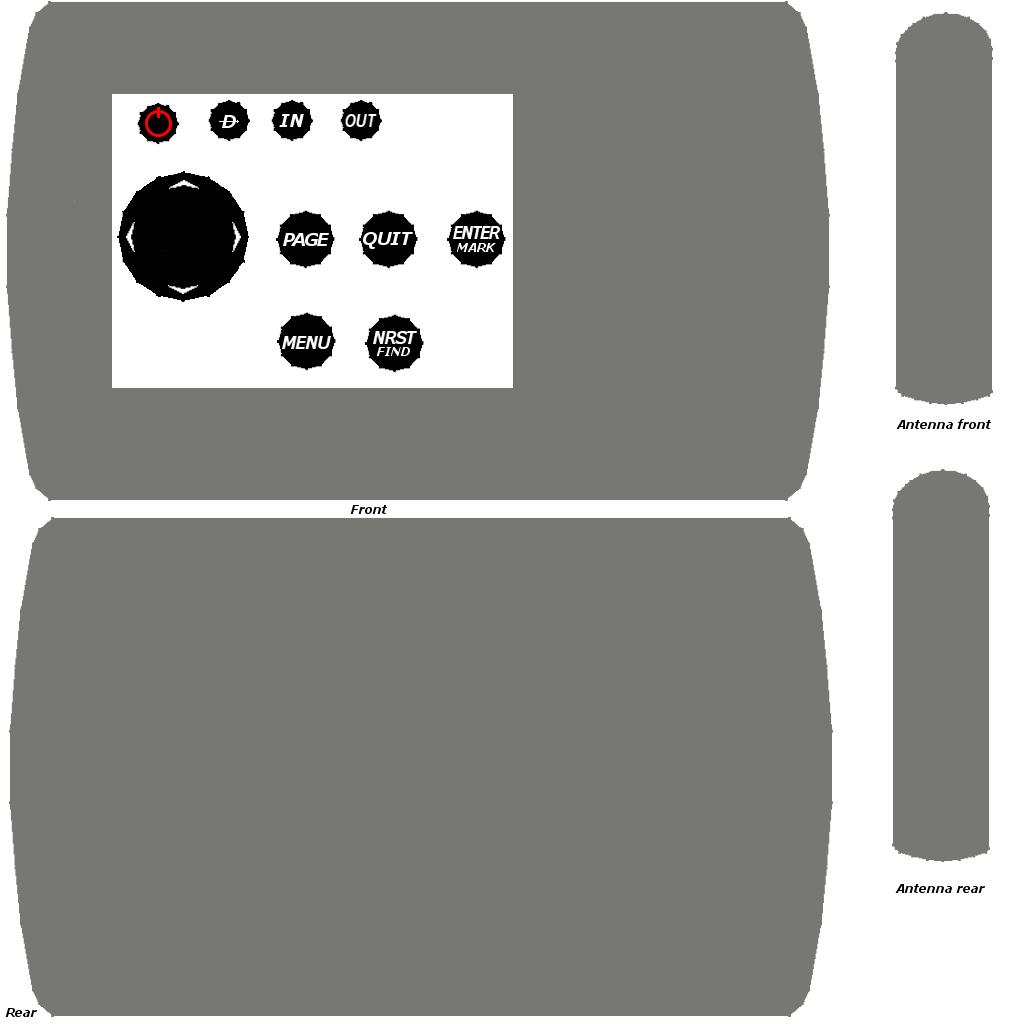 D IN OUT
PAGE QUIT ENTER
MARK
MENU NRST
FIND
Front
Antenna front
Antenna rear
Rear